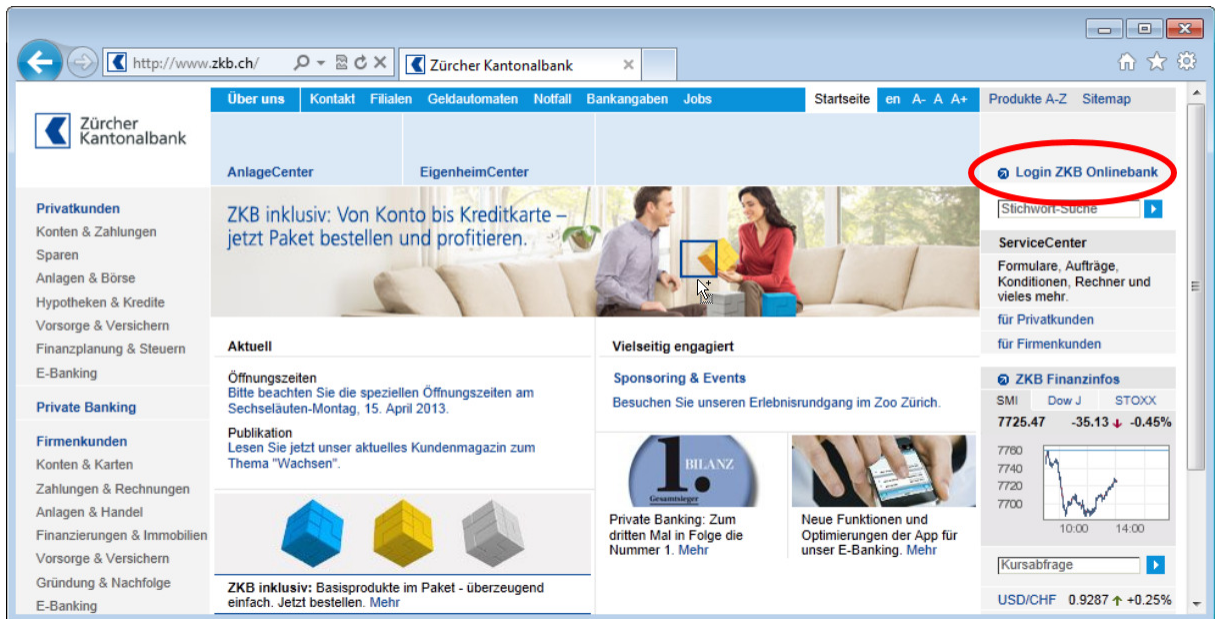 http://www.zkb.ch/
Zürcher Kantonalbank
Über uns Kontakt Filialen Geldautomaten Notfall Bankangaben Jobs Startseite en A- A A+ Produkte A-Z Sitemap
Zürcher
Kantonalbank
AnlageCenter EigenheimCenter
Login ZKB Onlinebank
Stichwort-Suche
Privatkunden
Konten & Zahlungen
Sparen
Anlagen & Börse
Hypotheken & Kredite
Vorsorge & Versichern
Finanzplanung & Steuern
E-Banking
Private Banking
Firmenkunden
Konten & Karten
Zahlungen & Rechnungen
Anlagen & Handel
Finanzierungen & Immobilien
Vorsorge & Versichern
Gründung & Nachfolge
E-Banking
ZKB inklusiv: Von Konto bis Kreditkarte –
jetzt Paket bestellen und profitieren.
Aktuell
Öffnungszeiten
Bitte beachten Sie die speziellen Öffnungszeiten am
Sechseläuten-Montag, 15. April 2013.
Publikation
Lesen Sie jetzt unser aktuelles Kundenmagazin zum
Thema "Wachsen".
ZKB inklusiv: Basisprodukte im Paket - überzeugend
einfach. Jetzt bestellen. Mehr
Vielseitig engagiert
Sponsoring & Events
Besuchen Sie unseren Erlebnisrundgang im Zoo Zürich.
1.
BILANZ
Gesamtsieger
Private Banking: Zum
dritten Mal in Folge die
Nummer 1. Mehr
Neue Funktionen und
Optimierungen der App für
unser E-Banking. Mehr
ServiceCenter
Formulare, Aufträge,
Konditionen, Rechner und
vieles mehr.
für Privatkunden
für Firmenkunden
ZKB Finanzinfos
SMI Dow J STOXX
7725.47 -35.13 -0.45%
7760
7740
7720
7700
10:00 14:00
Kursabfrage
USD/CHF 0.9287 +0.25%